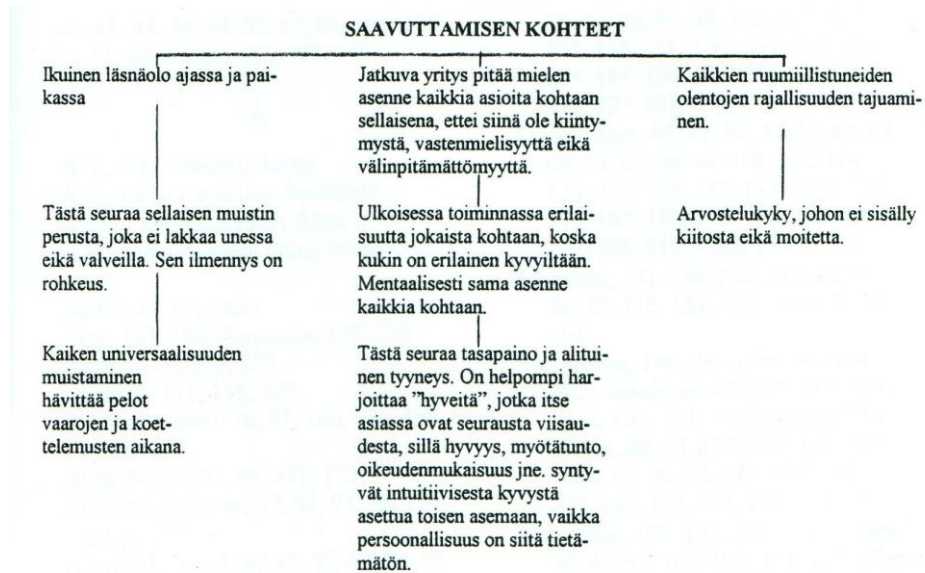 SAAVUTTAMISEN KOHTEET
Ikuinen läsnäolo ajassa ja pai-
kassa
Jatkuva yritys pitää mielen
asenne kaikkia asioita kohtaan
sellaisena, ettei siinä ole kiinty-
mystä, vastenmielisyyttä eikä
välinpitämättömyyttä.
Kaikkien ruumiillistuneiden
olentojen rajallisuuden tajuami-
nen.
Tästä seuraa sellaisen muistin
perusta, joka ei lakkaa unessa
eikä valveilla. Sen ilmennys on
rohkeus.
Ulkoisessa toiminnassa erilai-
suutta jokaista kohtaan, koska
kukin on erilainen kyvyiltään.
Mentaalisesti sama asenne
kaikkia kohtaan.
Arvostelukyky, johon ei sisälly
kiitosta eikä moitetta.
Kaiken universaalisuuden
muistaminen
hävittää pelot
vaarojen ja koet-
telemusten aikana.
Tästä seuraa tasapaino ja alitui-
nen tyyneys. On helpompi har-
joittaa ”hyveitä”, jotka itse
asiassa ovat seurausta viisau-
desta, sillä hyvyys, myötätunto,
oikeudenmukaisuus jne. synty-
vät intuitiivisesta kyvystä
asettua toisen asemaan, vaikka
persoonallisuus on siitä tietä-
mätön.